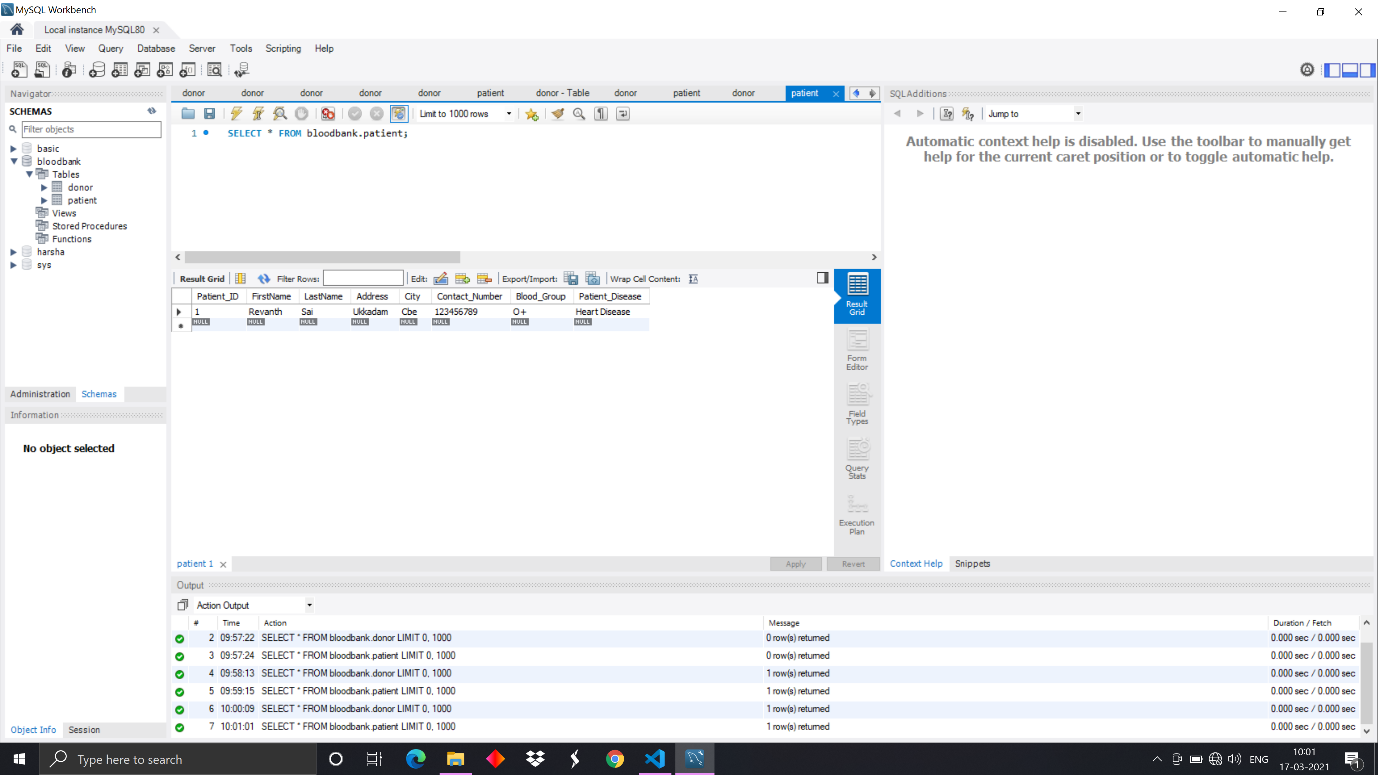 MySQL Workbench
Local instance MySQL80
File Edit View Query Database Server Tools Scripting Help
Navigator
SCHEMAS
Filter objects
basic
bloodbank
Tables
donor
patient
Views
Stored Procedures
Functions
harsha
sys
Administration Schemas
Information
No object selected
Object Info Session
donor donor donor donor donor patient donor - Table donor patient donor patient
Limit to 1000 rows
1 SELECT * FROM bloodbank.patient;
Result Grid Filter Rows: Edit: Export/Import: Wrap Cell Content:
Patient_ID FirstName LastName Address City Contact_Number Blood_Group Patient_Disease
1 Revanth Sai Ukkadam Cbe 123456789 O+ Heart Disease
NULL NULL NULL NULL NULL NULL NULL NULL
Result
Grid
Form
Editor
Field
Types
Query
Stats
Execution
Plan
patient 1 Apply Revert
SQLAdditions
Jump to
Automatic context help is disabled. Use the toolbar to manually get
help for the current caret position or to toggle automatic help.
Context Help Snippets
Output
Action Output
# Time Action Message Duration / Fetch
2 09:57:22 SELECT * FROM bloodbank.donor LIMIT 0, 1000 0 row(s) returned 0.000 sec / 0.000 sec
3 09:57:24 SELECT * FROM bloodbank.patient LIMIT 0, 1000 0 row(s) returned 0.000 sec / 0.000 sec
4 09:58:13 SELECT * FROM bloodbank.donor LIMIT 0, 1000 1 row(s) returned 0.000 sec / 0.000 sec
5 09:59:15 SELECT * FROM bloodbank.patient LIMIT 0, 1000 1 row(s) returned 0.000 sec / 0.000 sec
6 10:00:09 SELECT * FROM bloodbank.donor LIMIT 0, 1000 1 row(s) returned 0.000 sec / 0.000 sec
7 10:01:01 SELECT * FROM bloodbank.patient LIMIT 0, 1000 1 row(s) returned 0.000 sec / 0.000 sec
Type here to search
ENG
10:01
17-03-2021
1